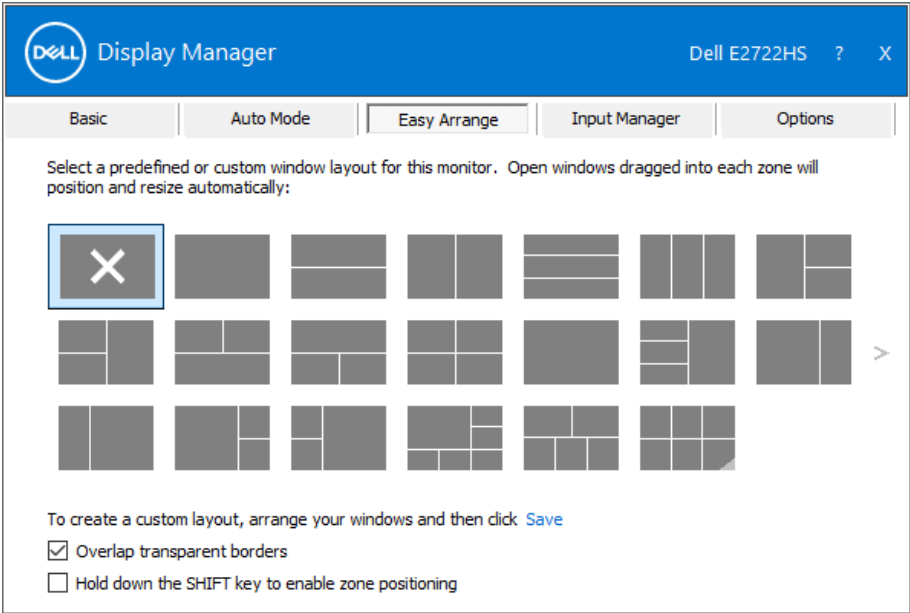 DELL Display Manager Dell E2722HS ? X
Basic Auto Mode Easy Arrange Input Manager Options
Select a predefined or custom window layout for this monitor. Open windows dragged into each zone will
position and resize automatically:
>
To create a custom layout, arrange your windows and then click Save
Overlap transparent borders
Hold down the SHIFT key to enable zone positioning